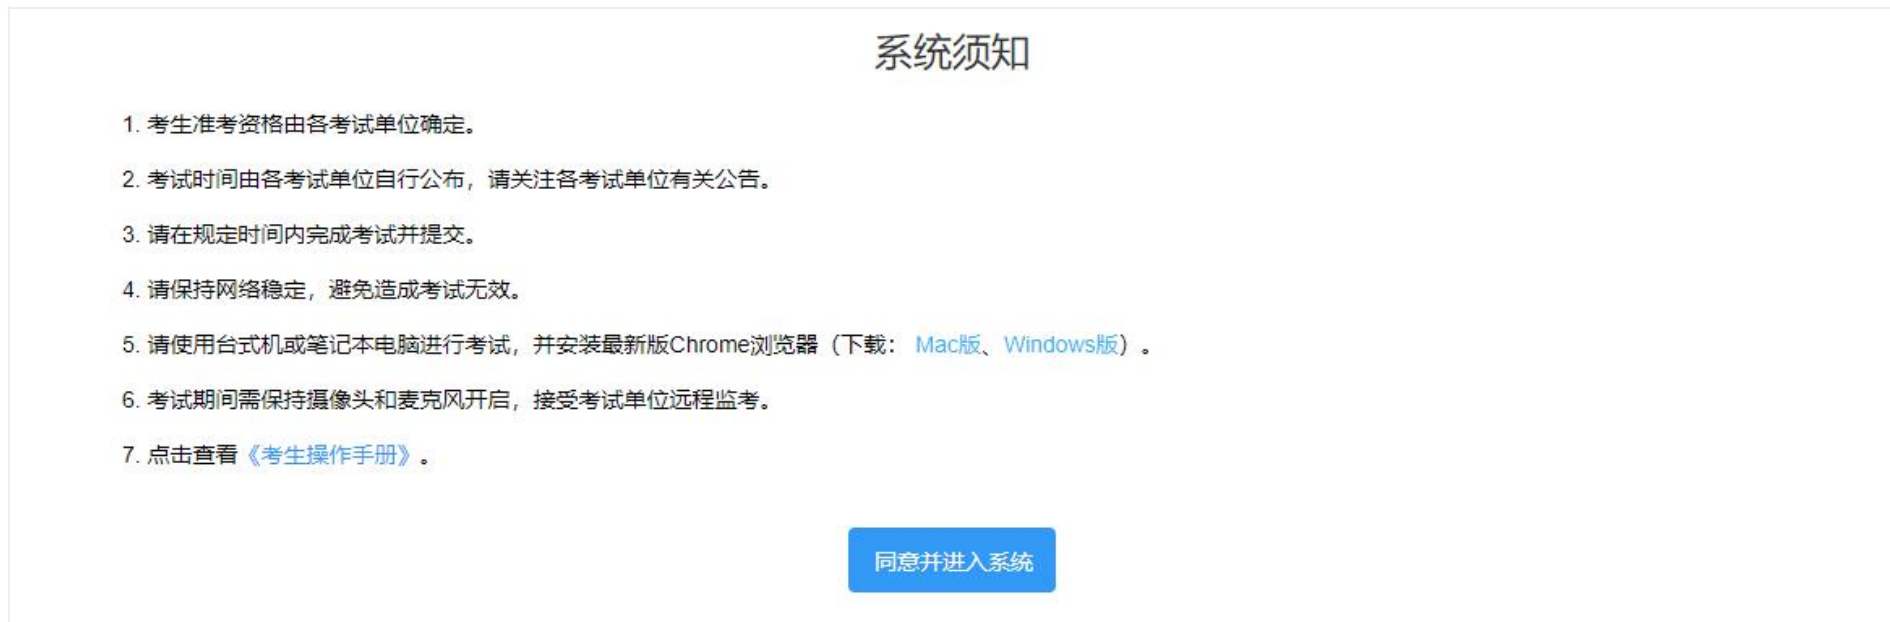 系统须知
1. 考生准考资格由各考试单位确定。
2. 考试时间由各考试单位自行公布，请关注各考试单位有关公告。
3. 请在规定时间内完成考试并提交。
4. 请保持网络稳定，避免造成考试无效。
5. 请使用台式机或笔记本电脑进行考试，并安装最新版Chrome浏览器（下载： Mac版、Windows版）。
6. 考试期间需保持摄像头和麦克风开启，接受考试单位远程监考。
7. 点击查看《考生操作手册》。
同意并进入系统